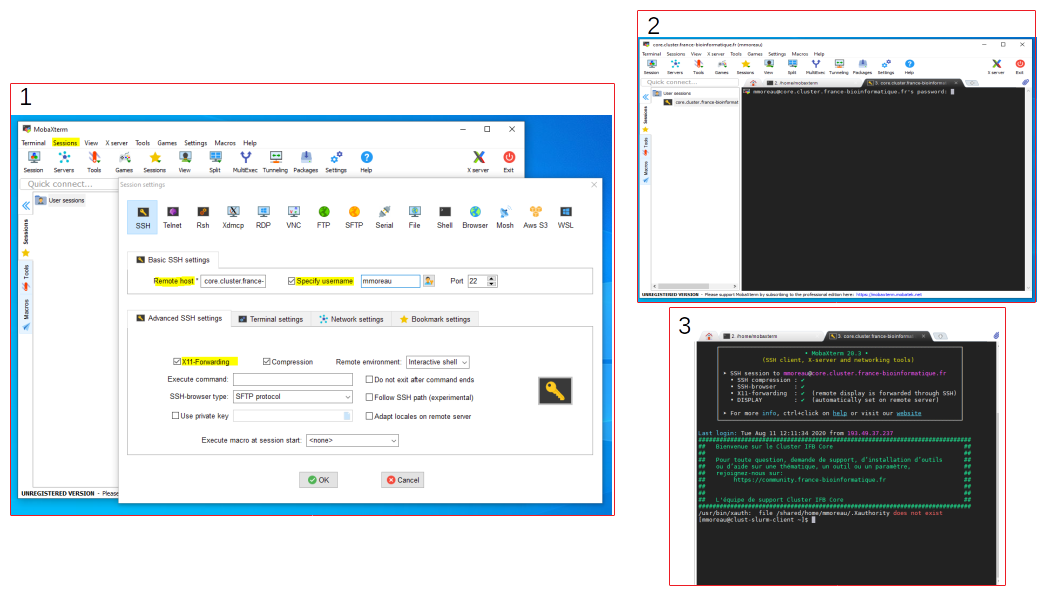 1
MobaXterm
Terminal Sessions View X server Tools Games Settings Macros Help
Session Servers Tools Games Sessions View Split MultiExec Tunneling Packages Settings Help X server Exit
Quick connect...
User sessions
Sessions
Tools
Macros
Session settings
SSH Telnet Rsh Xdmcp RDP VNC FTP SFTP Serial File Shell Browser Mosh Aws S3 WSL
Basic SSH settings
Remote host * core.cluster.france- Specify username mmoreau Port 22
Advanced SSH settings Terminal settings Network settings Bookmark settings
X11-Forwarding Compression Remote environment: Interactive shell
Execute command: Do not exit after command ends
SSH-browser type: SFTP protocol Follow SSH path (experimental)
Use private key Adapt locales on remote server
Execute macro at session start: <none>
OK Cancel
UNREGISTERED VERSION - Please
2
core.cluster.france-bioinformatique.fr (mmoreau)
Terminal Sessions View X server Tools Games Settings Macros Help
Session Servers Tools Games Sessions View Split MultiExec Tunneling Packages Settings Help X server Exit
Quick connect...
2. /home/mobaxterm
3. core.cluster.france-bioinformat
User sessions
core.cluster.france-bioinformat
mmoreau@core.cluster.france-bioinformatique.fr's password:
Sessions
Tools
Macros
UNREGISTERED VERSION - Please support MobaXterm by subscribing to the professional edition here: https://mobaxterm.mobatek.net
3
2. /home/mobaxterm
3. core.cluster.france-bioinformat
• MobaXterm 20.3 •
(SSH client, X-server and networking tools)
• SSH session to mmoreau@core.cluster.france-bioinformatique.fr
• SSH compression : ✓
• SSH-browser : ✓
• X11-forwarding : ✓ (remote display is forwarded through SSH)
• DISPLAY : ✓ (automatically set on remote server)
• For more info, ctrl+click on help or visit our website
Last login: Tue Aug 11 12:11:34 2020 from 193.49.37.237
## Bienvenue sur le Cluster IFB Core ##
## ##
## Pour toute question, demande de support, d'installation d'outils ##
## ou d'aide sur une thématique, un outil ou un paramètre, ##
## rejoignez-nous sur: ##
## https://community.france-bioinformatique.fr ##
## ##
## ##
## L'équipe de support Cluster IFB Core ##
/usr/bin/xauth: file /shared/home/mmoreau/.Xauthority does not exist
[mmoreau@clust-slurm-client ~]$